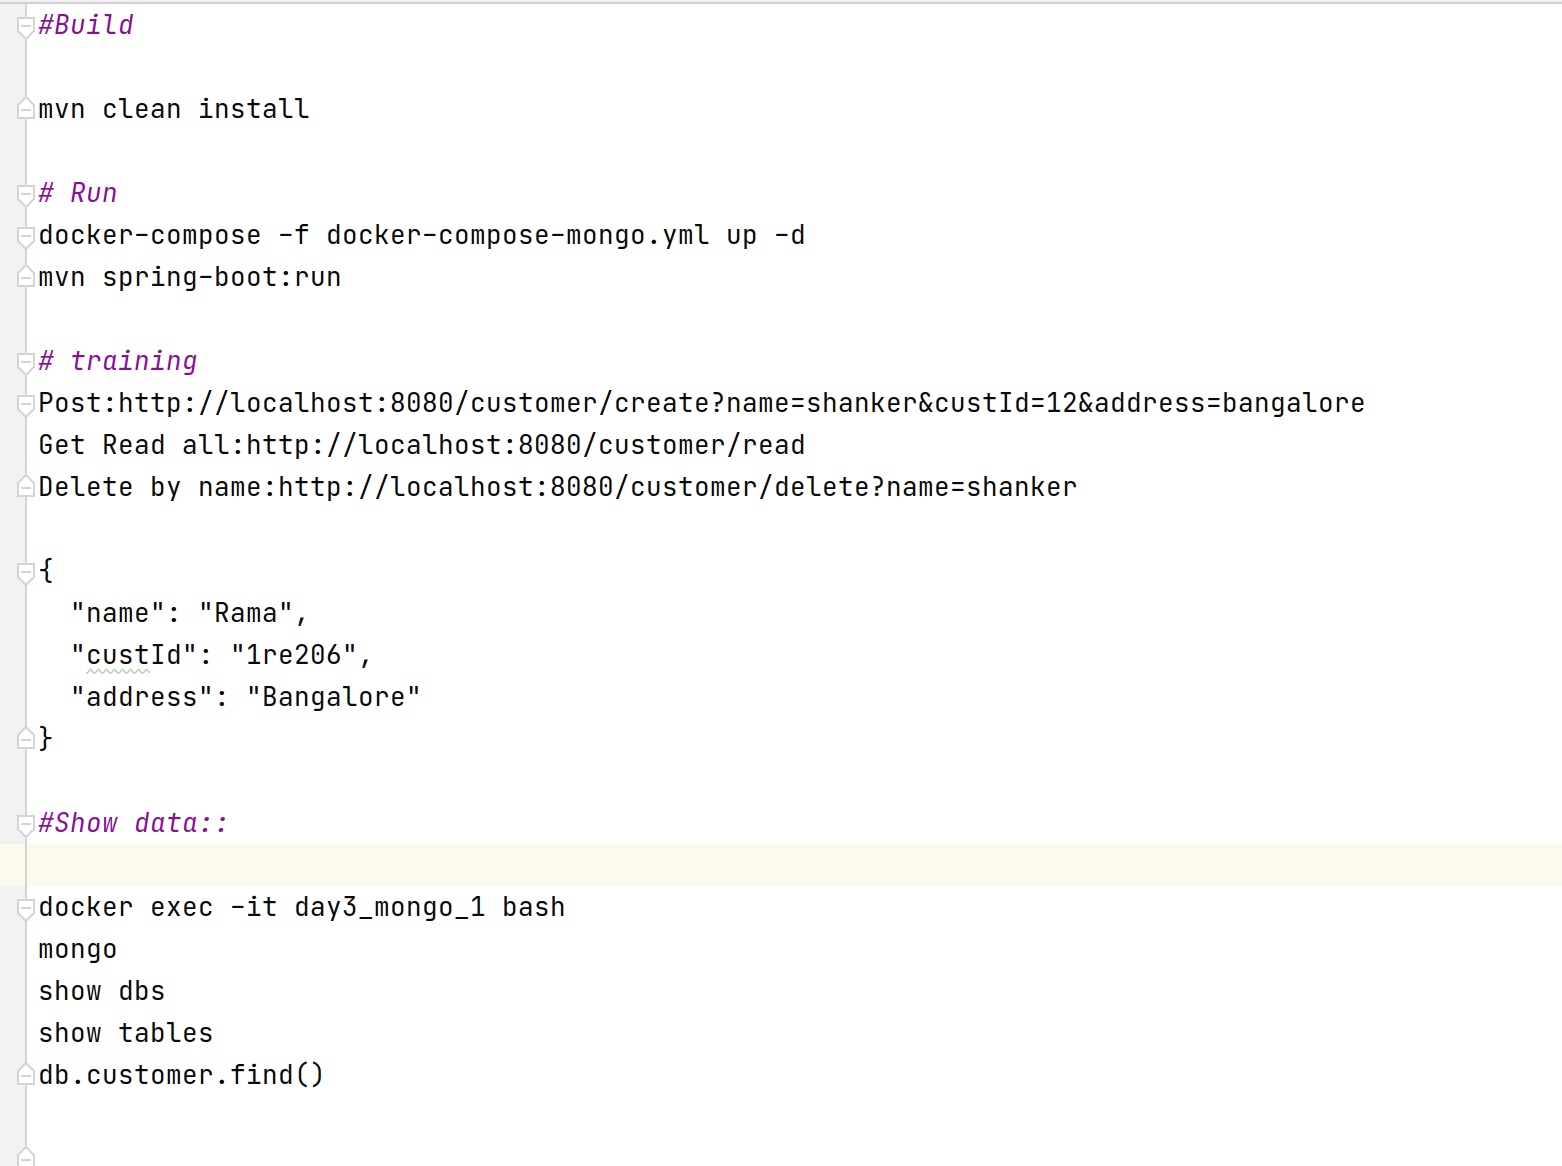 #Build
mvn clean install
# Run
docker-compose -f docker-compose-mongo.yml up -d
mvn spring-boot:run
# training
Post:http://localhost:8080/customer/create?name=shanker&custId=12&address=bangalore
Get Read all:http://localhost:8080/customer/read
Delete by name:http://localhost:8080/customer/delete?name=shanker
{
  "name": "Rama",
  "custId": "1re206",
  "address": "Bangalore"
}
#Show data::
docker exec -it day3_mongo_1 bash
mongo
show dbs
show tables
db.customer.find()